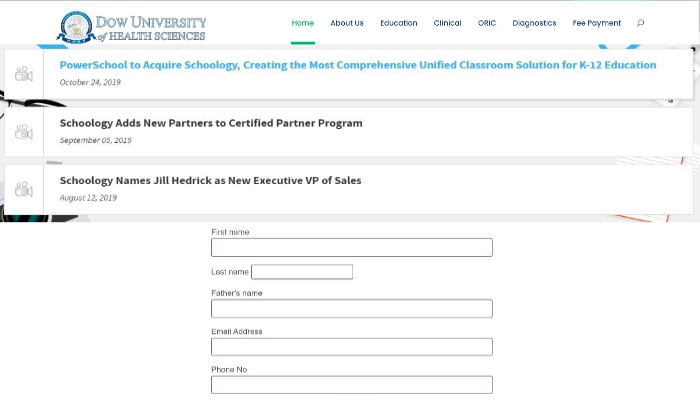 DOW UNIVERSITY
of HEALTH SCIENCES
Home About Us Education Clinical ORIC Diagnostics Fee Payment
PowerSchool to Acquire Schoology, Creating the Most Comprehensive Unified Classroom Solution for K-12 Education
October 24, 2019
Schoology Adds New Partners to Certified Partner Program
September 05, 2019
Schoology Names Jill Hedrick as New Executive VP of Sales
August 12, 2019
First name
Last name
Father's name
Email Address
Phone No